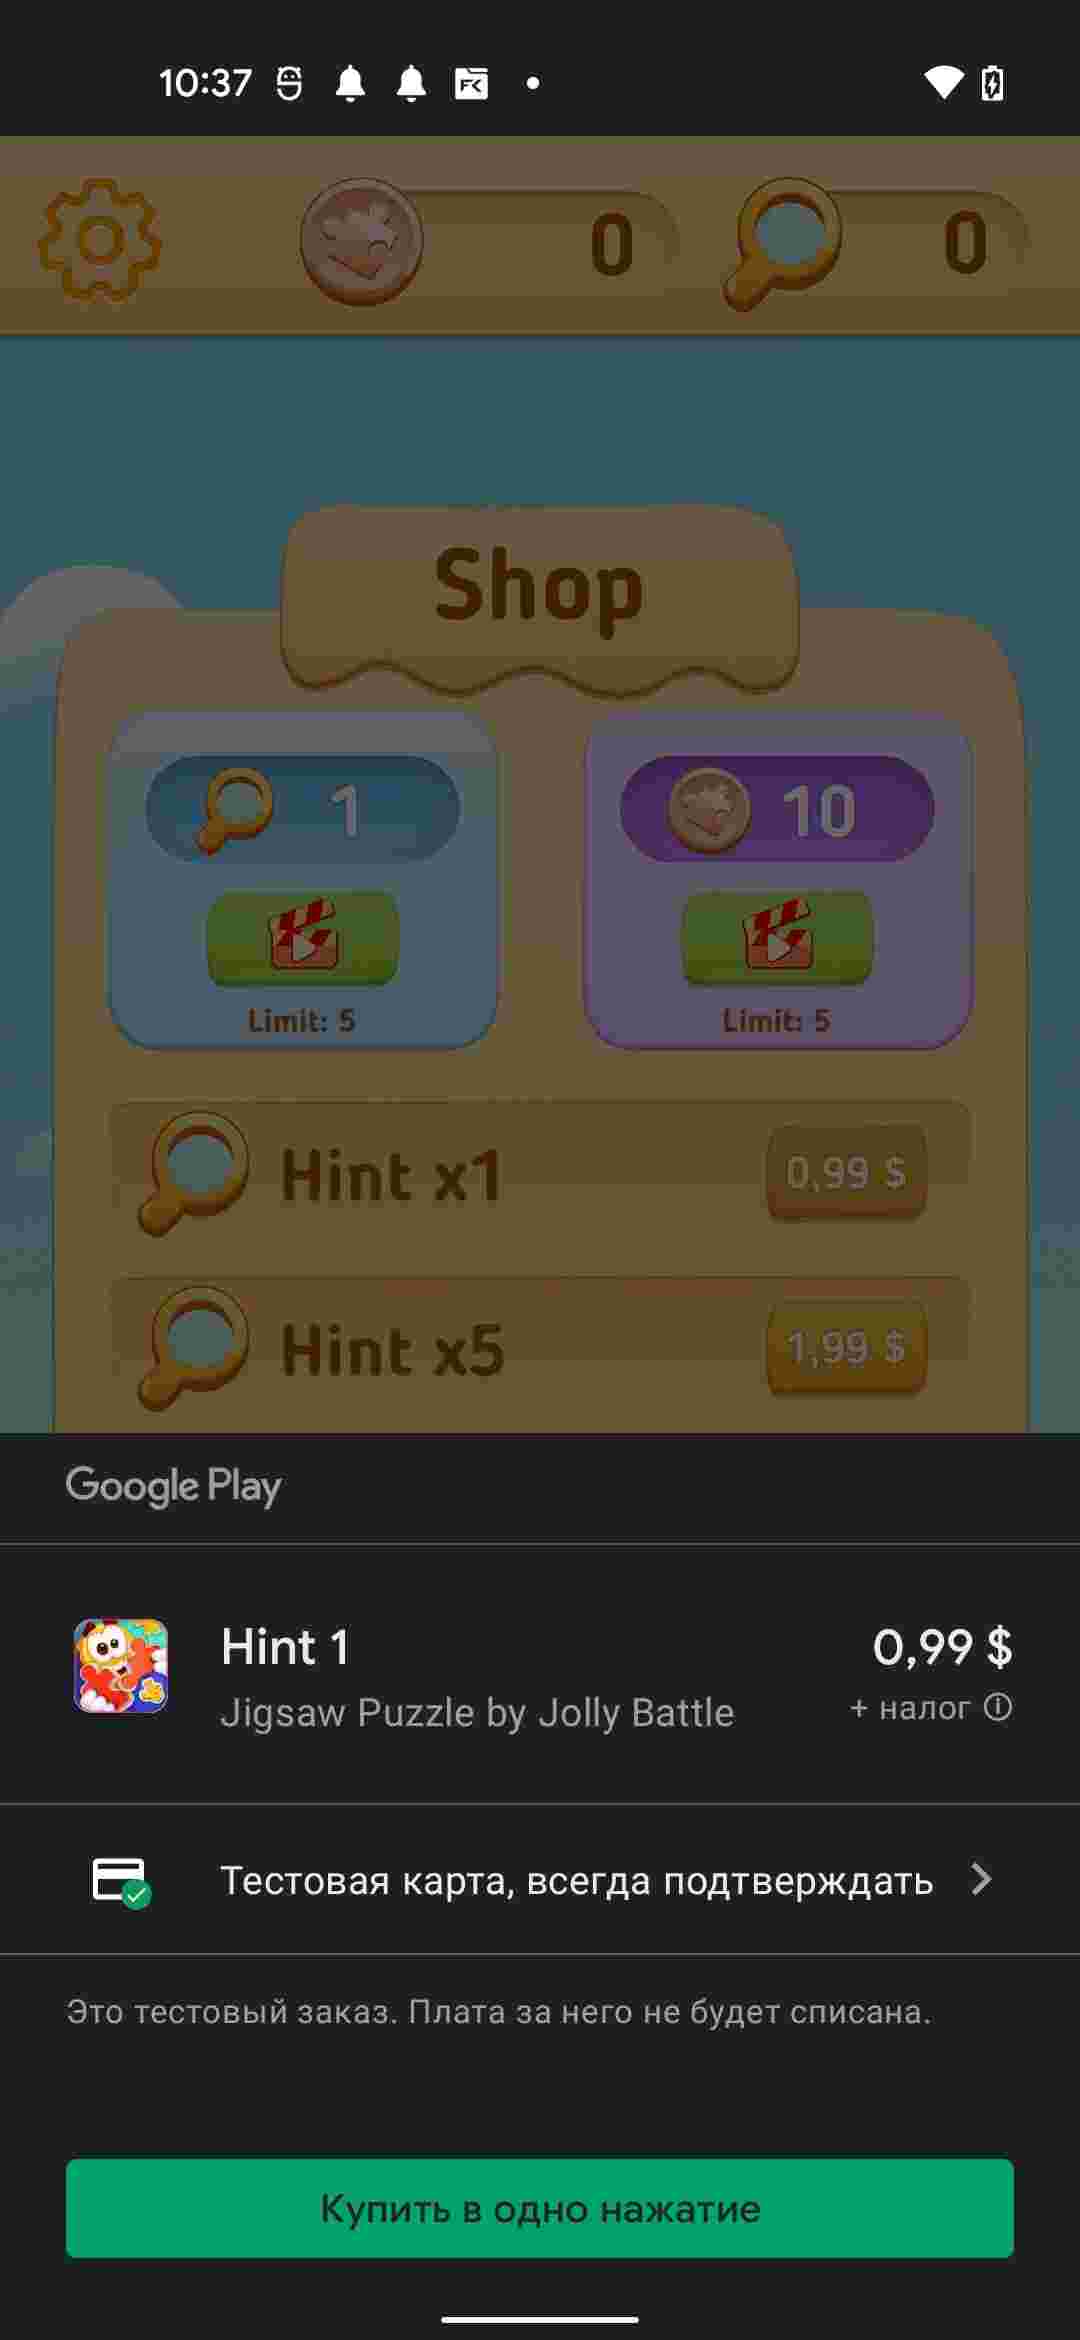 10:37
0
0
Shop
1
10
Limit: 5
Limit: 5
Hint x1
0,99 $
Hint x5
1,99 $
Google Play
Hint 1
0,99 $
Jigsaw Puzzle by Jolly Battle
+ налог
Тестовая карта, всегда подтверждать
Это тестовый заказ. Плата за него не будет списана.
Купить в одно нажатие